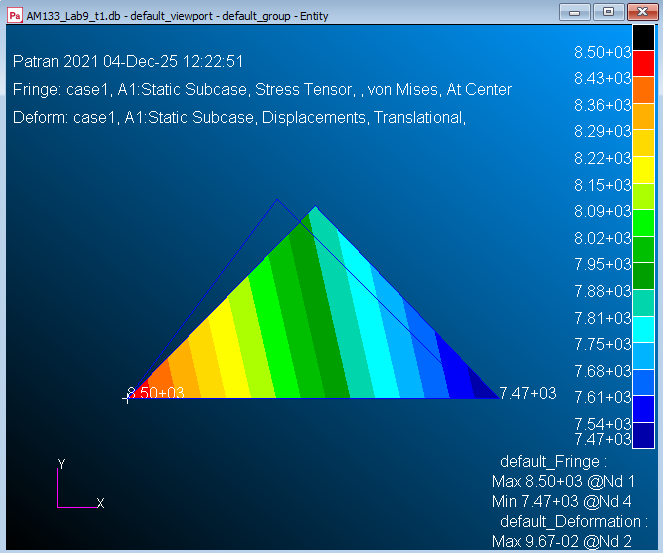 Pa AM133_Lab9_t1.db - default_viewport - default_group - Entity
Patran 2021 04-Dec-25 12:22:51
Fringe: case1, A1:Static Subcase, Stress Tensor, , von Mises, At Center
Deform: case1, A1:Static Subcase, Displacements, Translational,
8.50+03
8.43+03
8.36+03
8.29+03
8.22+03
8.15+03
8.09+03
8.02+03
7.95+03
7.88+03
7.81+03
7.75+03
7.68+03
7.61+03
7.54+03
7.47+03
8.50+03
7.47+03
Y
X
default_Fringe :
Max 8.50+03 @Nd 1
Min 7.47+03 @Nd 4
default_Deformation :
Max 9.67-02 @Nd 2